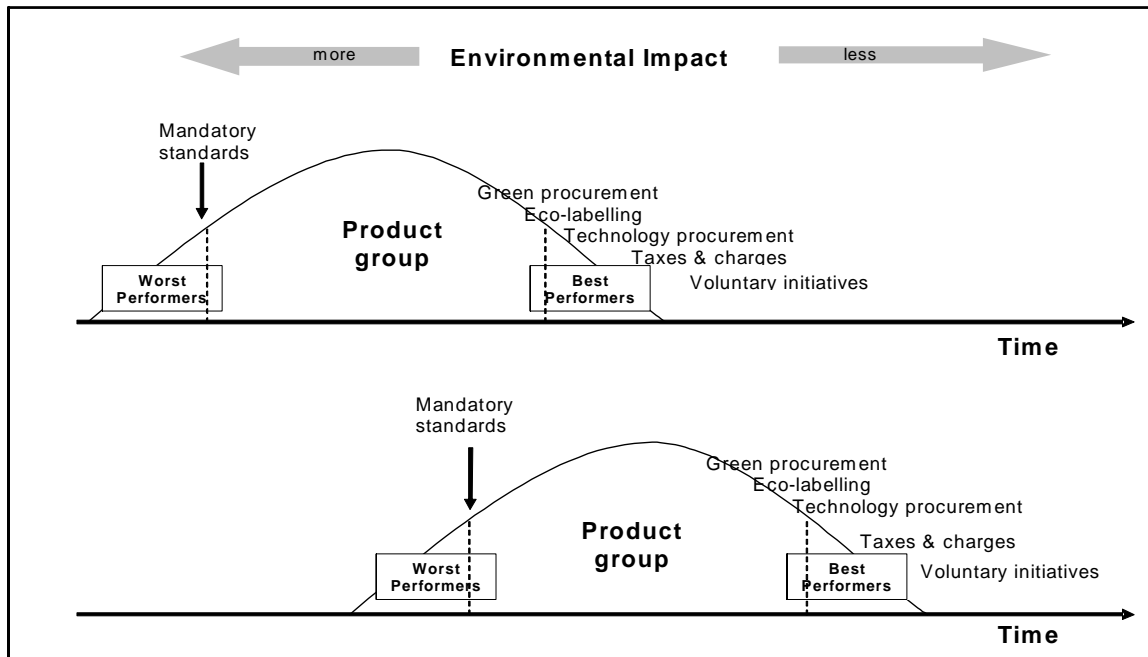 more
Environmental Impact
less
Mandatory
standards
Green procurement
Eco-labelling
Technology procurement
Taxes & charges
Voluntary initiatives
Product
group
Worst
Performers
Best
Performers
Time
Mandatory
standards
Green procurement
Eco-labelling
Technology procurement
Taxes & charges
Voluntary initiatives
Product
group
Worst
Performers
Best
Performers
Time